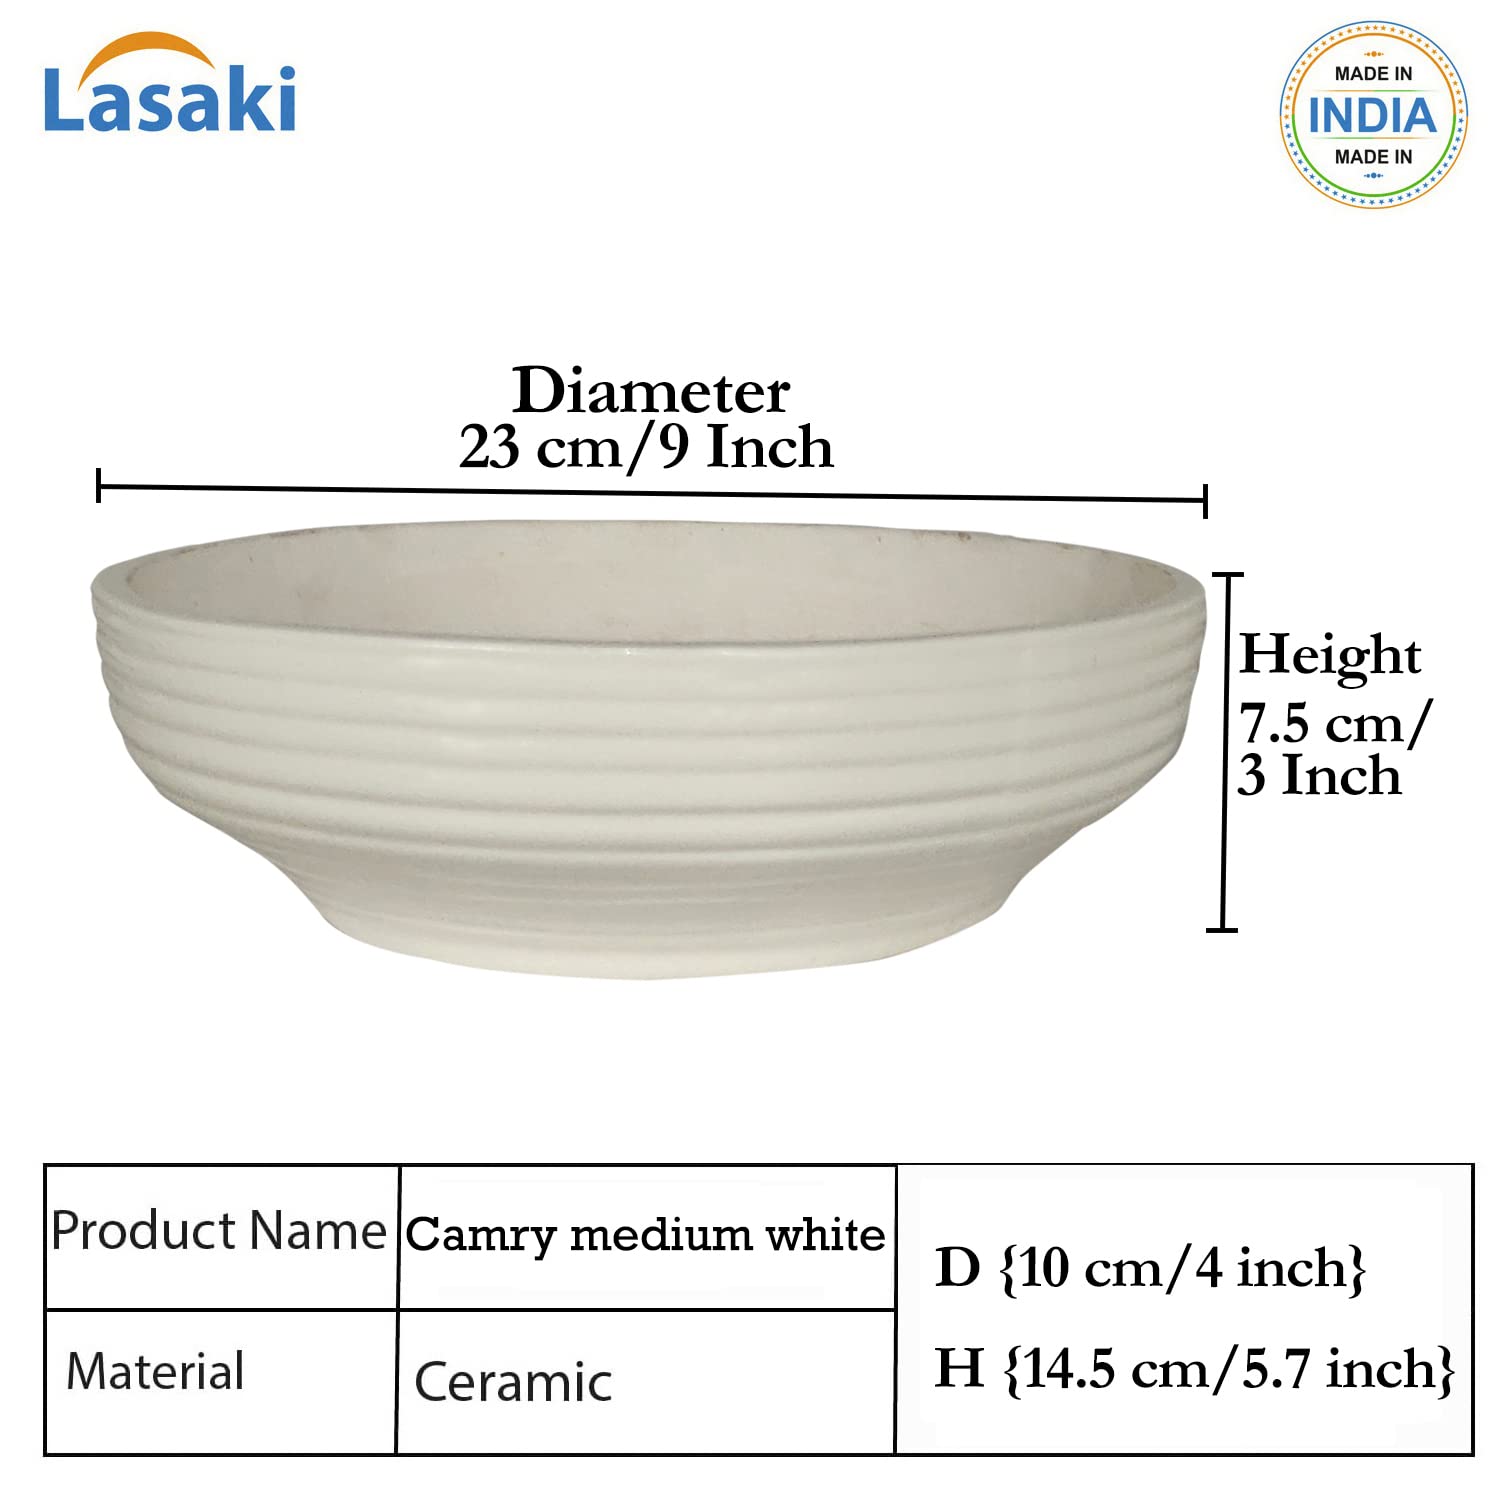 Lasaki
MADE IN
INDIA
MADE IN
Diameter
23 cm/9 Inch
Height
7.5 cm/
3 Inch
Product Name
Camry medium white
D {10 cm/4 inch}
H {14.5 cm/5.7 inch}
Material
Ceramic